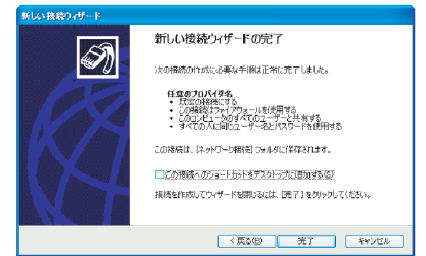 新しい接続ウィザード
新しい接続ウィザードの完了
次の接続の作成に必要な手順は正常に完了しました。
任意のプロバイダ名
• 既定の接続にする
• この接続はファイアウォールを使用する
• このコンピュータのすべてのユーザーと共有する
• すべての人に同じユーザー名とパスワードを使用する
この接続は、[ネットワーク接続] フォルダに保存されます。
この接続へのショートカットをデスクトップに追加する(S)
接続を作成してウィザードを閉じるには、[完了] をクリックしてください。
< 戻る(B)
完了
キャンセル